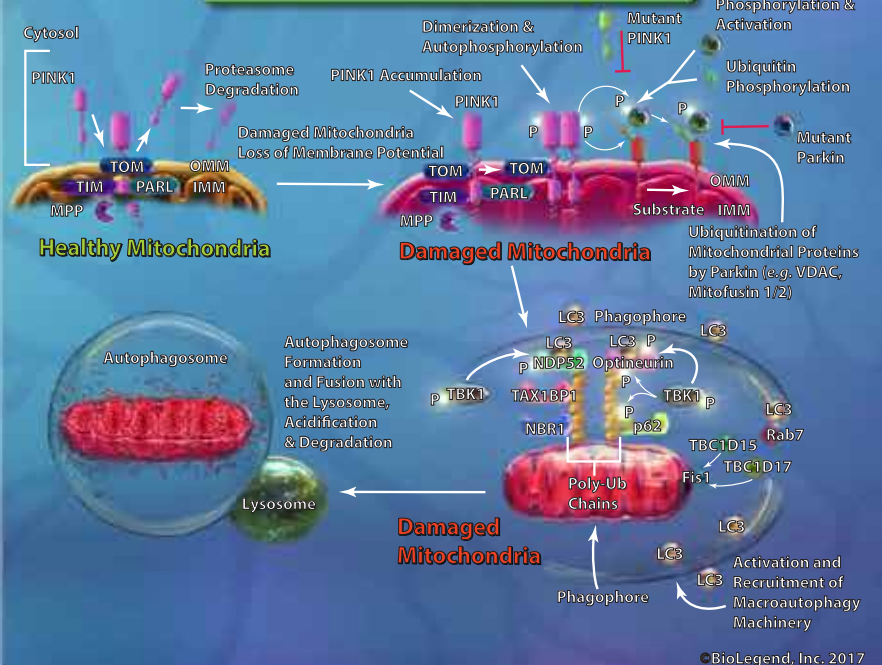 Phosphorylation &
Activation
Dimerization &
Autophosphorylation
Mutant
PINK1
Cytosol
PINK1
Proteasome
Degradation
PINK1 Accumulation
PINK1
Ubiquitin
Phosphorylation
P
P
P
P
Damaged Mitochondria
Loss of Membrane Potential
Mutant
Parkin
TOM
OMM
TIM
PARL
IMM
MPP
TOM
TOM
TIM
PARL
MPP
OMM
Substrate
IMM
Healthy Mitochondria
Damaged Mitochondria
Ubiquitination of
Mitochondrial Proteins
by Parkin (e.g. VDAC,
Mitofusin 1/2)
LC3
Phagophore
LC3
LC3
LC3
P
NDP52
Optineurin
P
P
TBK1
P
TAX1BP1
TBK1
P
P
NBR1
p62
LC3
Rab7
TBC1D15
TBC1D17
Fis1
Poly-Ub
Chains
LC3
LC3
LC3
Autophagosome
Autophagosome
Formation
and Fusion with
the Lysosome,
Acidification
& Degradation
Lysosome
Damaged
Mitochondria
Phagophore
Activation and
Recruitment of
Macroautophagy
Machinery
©BioLegend, Inc. 2017